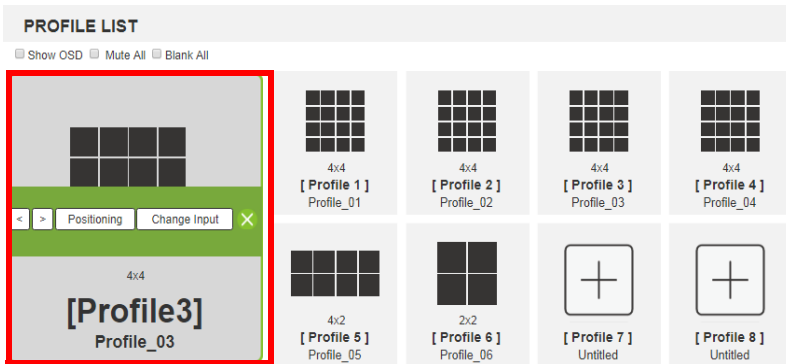 PROFILE LIST
Show OSD Mute All Blank All
< > Positioning Change Input
4x4
[Profile3]
Profile_03
4x4
[ Profile 1 ]
Profile_01
4x4
[ Profile 2 ]
Profile_02
4x4
[ Profile 3 ]
Profile_03
4x4
[ Profile 4 ]
Profile_04
4x2
[ Profile 5 ]
Profile_05
2x2
[ Profile 6 ]
Profile_06
[ Profile 7 ]
Untitled
[ Profile 8 ]
Untitled